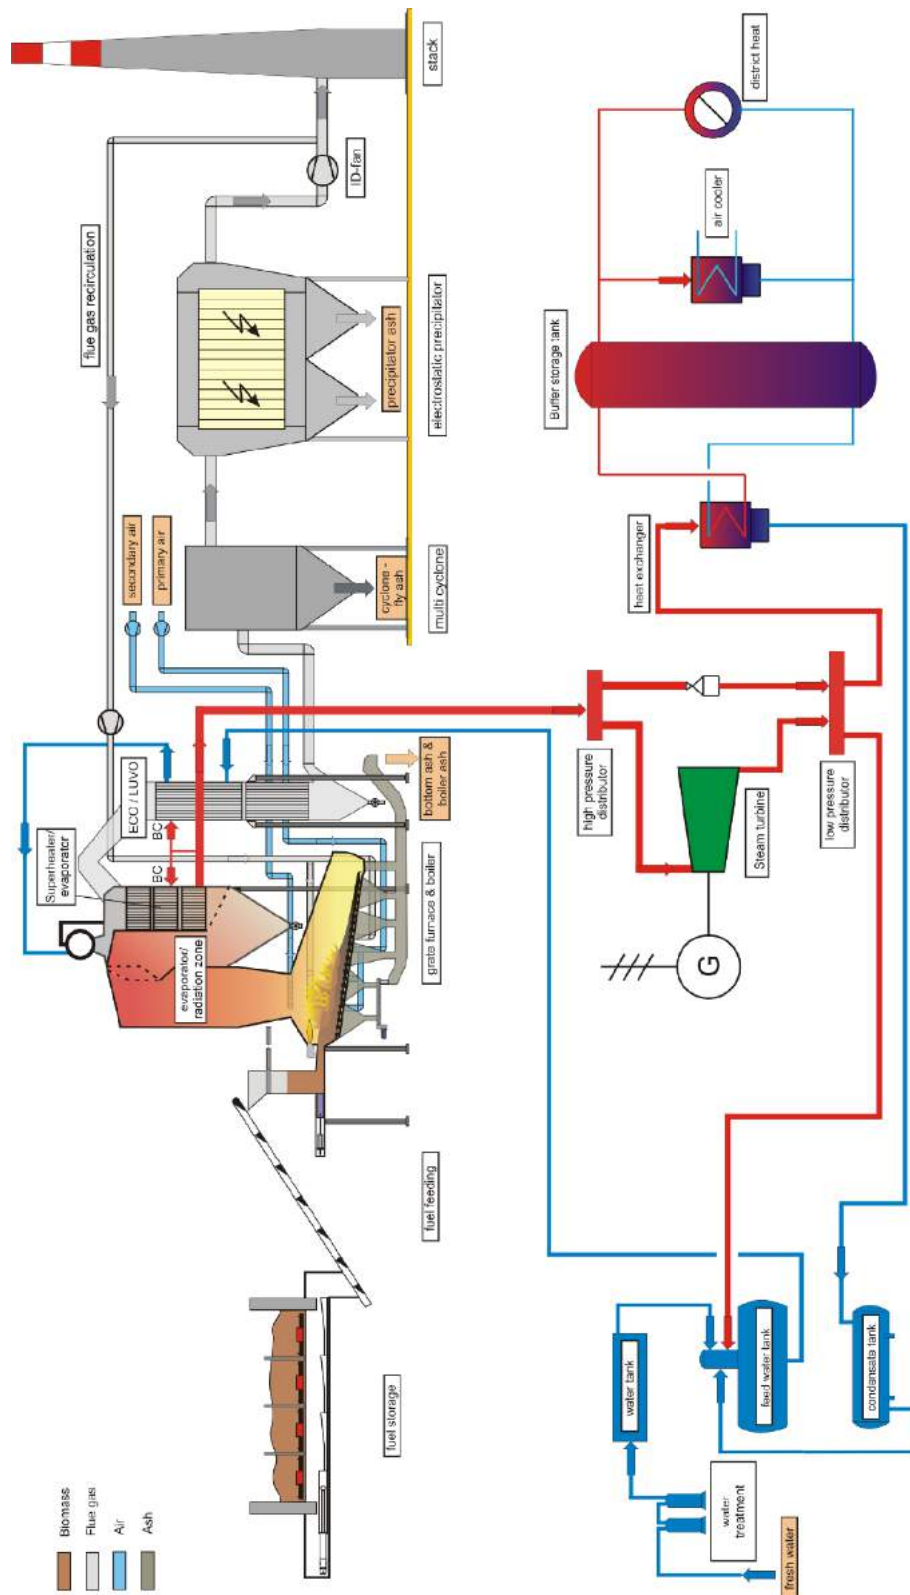 Biomass
Flue gas
Air
Ash
fuel storage
fuel feeding
grate furnace & boiler
evaporator/
radiation zone
Superheater/
evaporator
ECC / LUVO
BC
BC
bottom ash &
boiler ash
secondary air
primary air
flue gas recirculation
cyclone -
fly ash
multi cyclone
precipitator ash
electrostatic precipitator
ID-fan
stack
fresh water
water
treatment
water tank
feed water tank
condensate tank
G
Steam turbine
high pressure
distributor
low pressure
distributor
heat exchanger
Buffer storage tank
air cooler
district heat